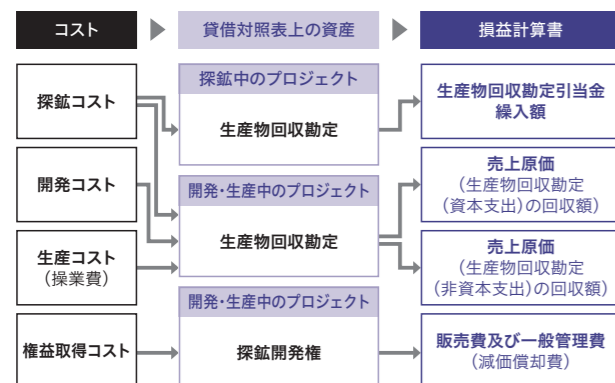 コスト
貸借対照表上の資産
損益計算書
探鉱コスト
開発コスト
生産コスト
(操業費)
権益取得コスト
探鉱中のプロジェクト
生産物回収勘定
開発・生産中のプロジェクト
生産物回収勘定
開発・生産中のプロジェクト
探鉱開発権
生産物回収勘定引当金
繰入額
売上原価
(生産物回収勘定
(資本支出)の回収額)
売上原価
(生産物回収勘定
(非資本支出)の回収額)
販売費及び一般管理費
(減価償却費)